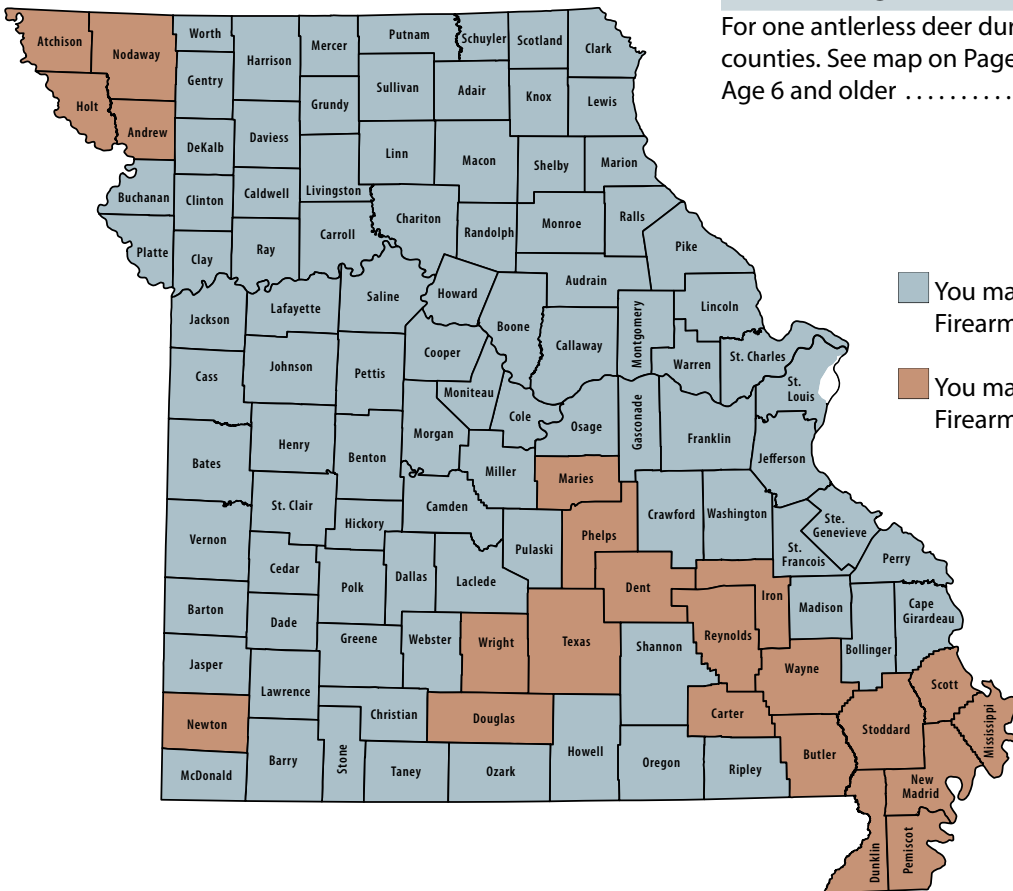 For one antlerless deer
counties. See map on
Age 6 and older ..........
You
Firearm
You
Firearm
Atchison
Nodaway
Worth
Harrison
Mercer
Putnam
Schuyler
Scotland
Clark
Gentry
Sullivan
Adair
Knox
Lewis
Holt
Andrew
Grundy
DeKalb
Daviess
Linn
Macon
Shelby
Marion
Buchanan
Clinton
Caldwell
Livingston
Chariton
Randolph
Monroe
Ralls
Pike
Platte
Clay
Ray
Carroll
Audrain
Jackson
Lafayette
Saline
Howard
Boone
Callaway
Montgomery
Lincoln
Warren
St. Charles
St.
Louis
Cass
Johnson
Pettis
Cooper
Moniteau
Cole
Osage
Gasconade
Franklin
Jefferson
Bates
Henry
Benton
Morgan
Miller
Maries
St. Clair
Hickory
Camden
Pulaski
Phelps
Crawford
Washington
St.
Francois
Ste.
Genevieve
Perry
Vernon
Cedar
Polk
Dallas
Laclede
Dent
Iron
Madison
Bollinger
Cape
Girardeau
Barton
Dade
Greene
Webster
Wright
Texas
Shannon
Reynolds
Wayne
Jasper
Lawrence
Christian
Douglas
Carter
Butler
Stoddard
Scott
Mississippi
Newton
McDonald
Barry
Stone
Taney
Ozark
Howell
Oregon
Ripley
New
Madrid
Dunklin
Pemiscot